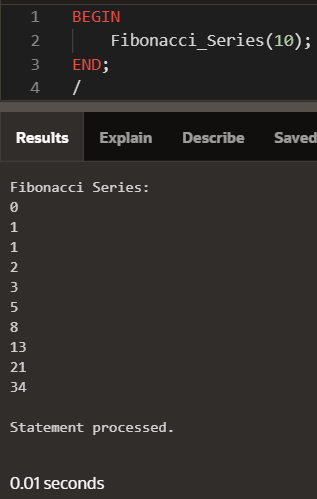 1 BEGIN
2 Fibonacci_Series(10);
3 END;
4 /
Results Explain Describe Saved
Fibonacci Series:
0
1
1
2
3
5
8
13
21
34
Statement processed.
0.01 seconds